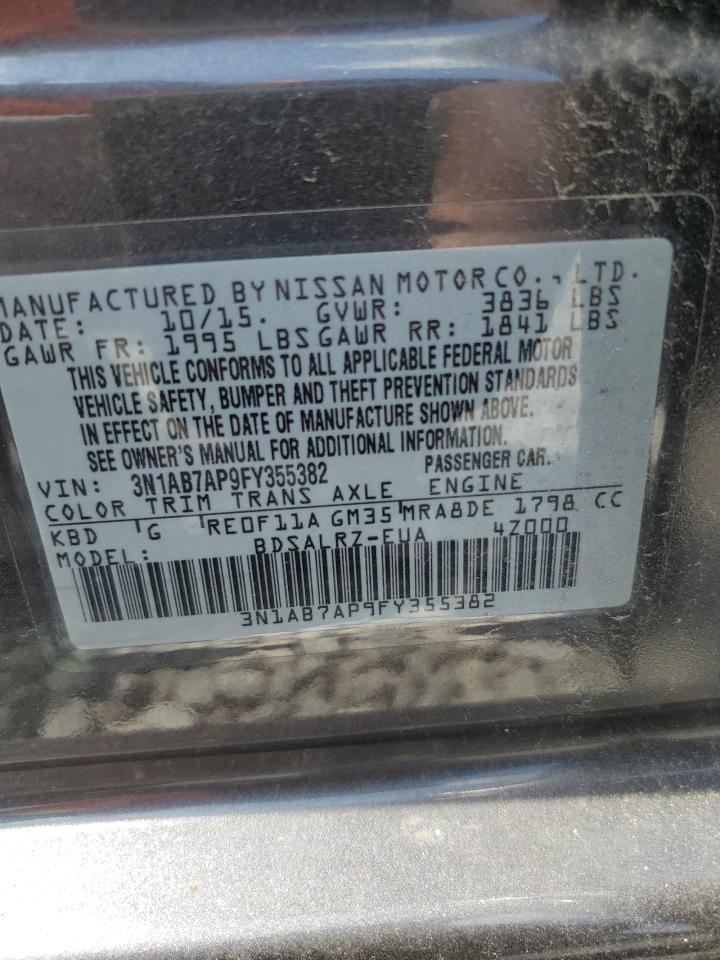 MANUFACTURED BY NISSAN MOTOR CO., LTD.
DATE: 10/15. GVWR: 3836 LBS
GAWR FR: 1995 LBS GAWR RR: 1841 LBS
THIS VEHICLE CONFORMS TO ALL APPLICABLE FEDERAL MOTOR
VEHICLE SAFETY, BUMPER AND THEFT PREVENTION STANDARDS
IN EFFECT ON THE DATE OF MANUFACTURE SHOWN ABOVE.
SEE OWNER'S MANUAL FOR ADDITIONAL INFORMATION.
VIN: 3N1AB7AP9FY355382 PASSENGER CAR.
COLOR TRIM TRANS AXLE ENGINE
KBD G RE0F11A GM35 MRA8DE 1798 CC
MODEL: BDSALRZ-EUA 4Z000
3N1AB7AP9FY355382